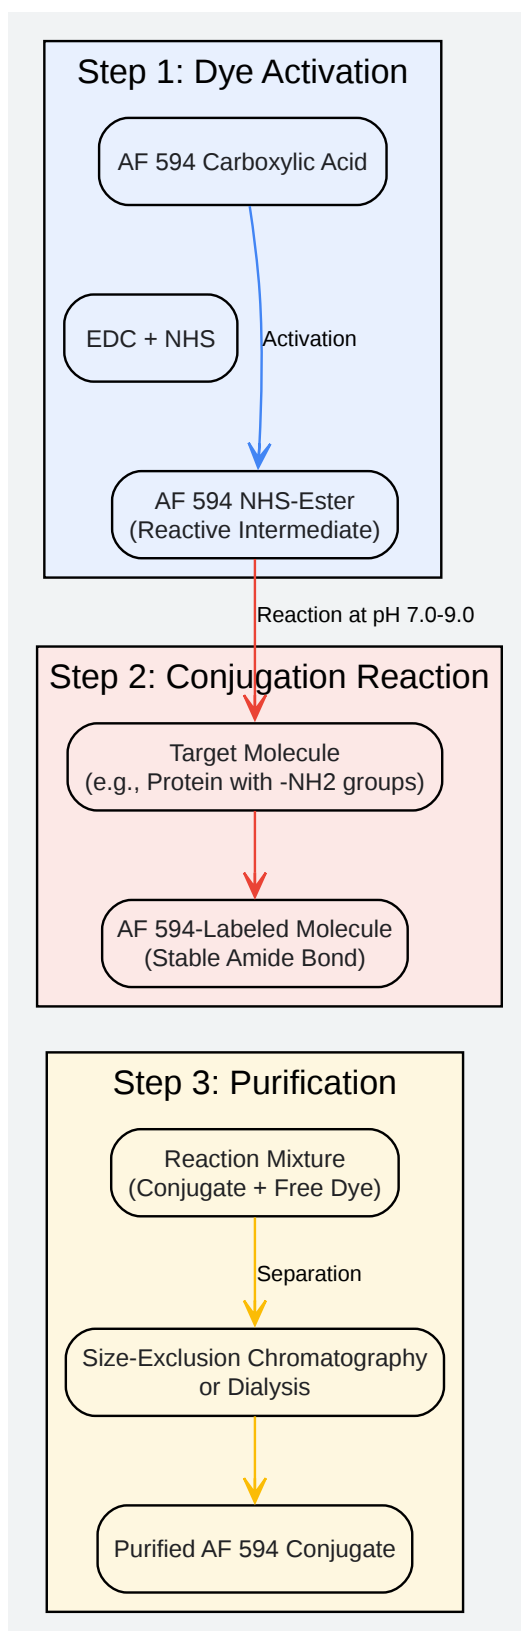 Step 1: Dye Activation
AF 594 Carboxylic Acid
EDC + NHS
Activation
AF 594 NHS-Ester
(Reactive Intermediate)
Reaction at pH 7.0-9.0
Step 2: Conjugation Reaction
Target Molecule
(e.g., Protein with -NH2 groups)
AF 594-Labeled Molecule
(Stable Amide Bond)
Step 3: Purification
Reaction Mixture
(Conjugate + Free Dye)
Separation
Size-Exclusion Chromatography
or Dialysis
Purified AF 594 Conjugate